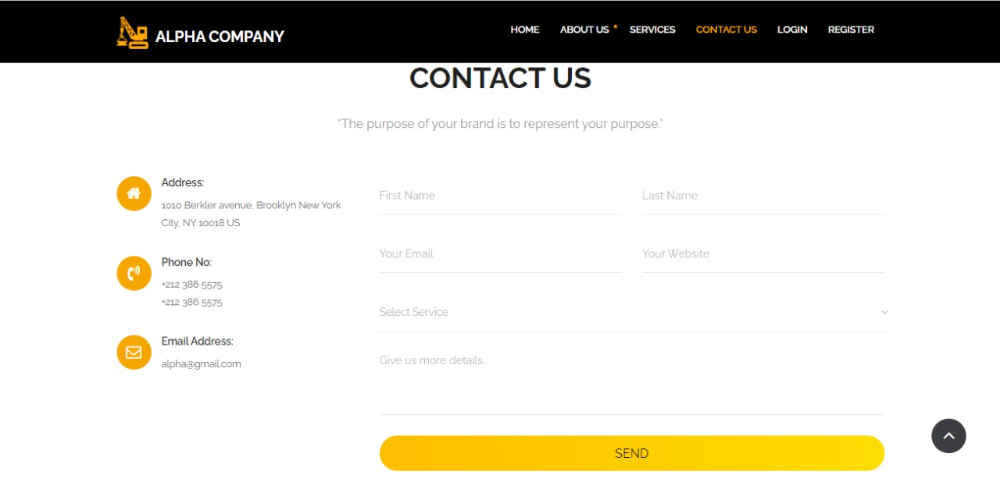 ALPHA COMPANY
HOME ABOUT US * SERVICES CONTACT US LOGIN REGISTER
CONTACT US
"The purpose of your brand is to represent your purpose."
Address:
1010 Berkler avenue, Brooklyn New York
City, NY 10018 US
Phone No:
+212 386 5575
+212 386 5575
Email Address:
alpha@gmail.com
First Name
Last Name
Your Email
Your Website
Select Service
Give us more details..
SEND